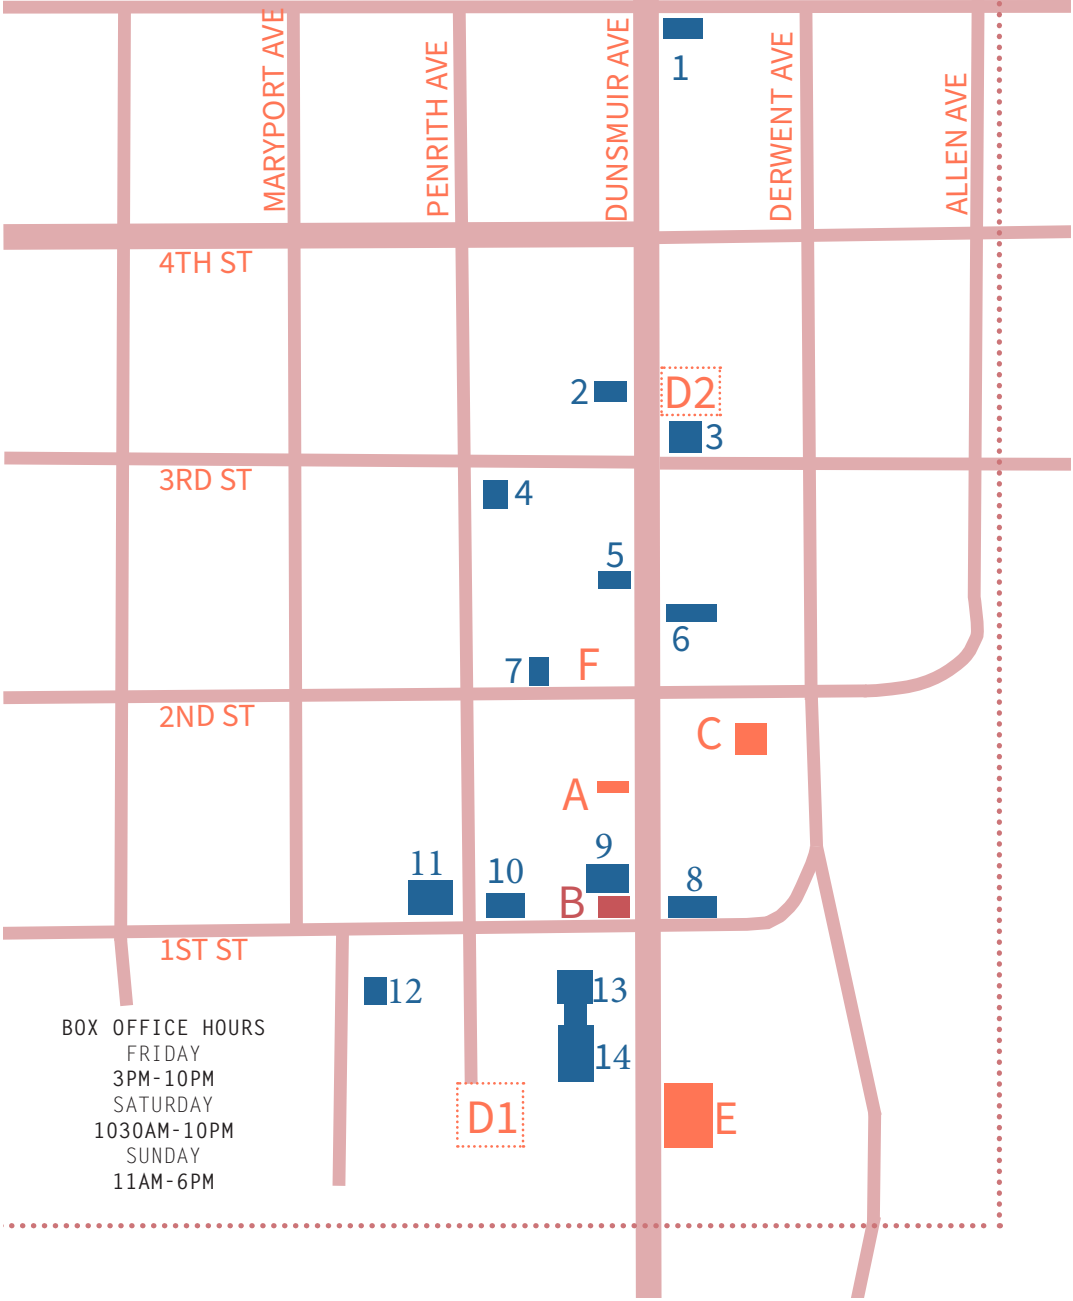 MARYPORT AVE
PENRITH AVE
DUNSMUIR AVE
1
DERWENT AVE
ALLEN AVE
4TH ST
2
D2
3
3RD ST
4
5
6
7
F
2ND ST
C
A
9
11
10
8
B
1ST ST
12
13
14
D1
E
BOX OFFICE HOURS
FRIDAY
3PM-10PM
SATURDAY
1030AM-10PM
SUNDAY
11AM-6PM